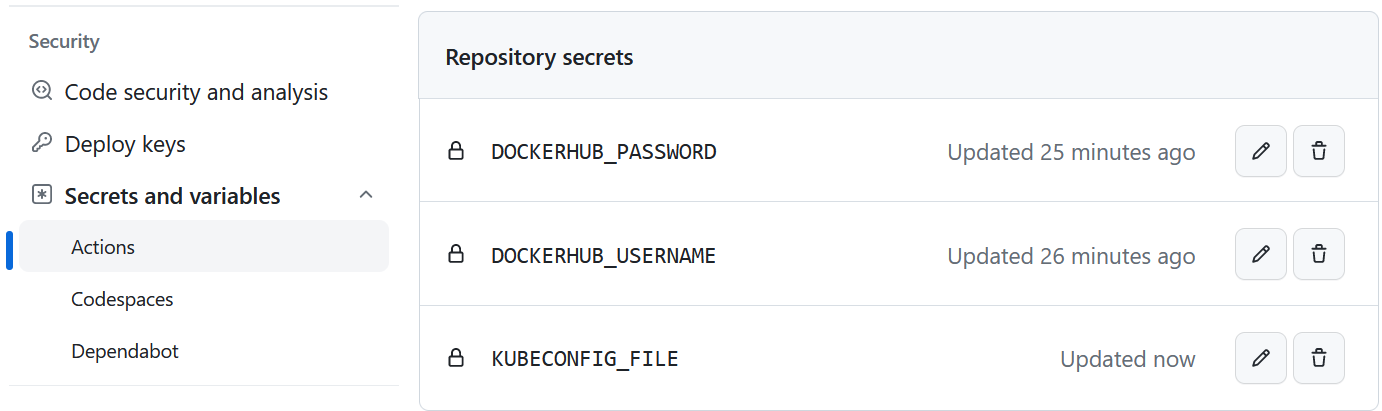 Security
Code security and analysis
Deploy keys
Secrets and variables
Actions
Codespaces
Dependabot
Repository secrets
DOCKERHUB_PASSWORD Updated 25 minutes ago
DOCKERHUB_USERNAME Updated 26 minutes ago
KUBECONFIG_FILE Updated now